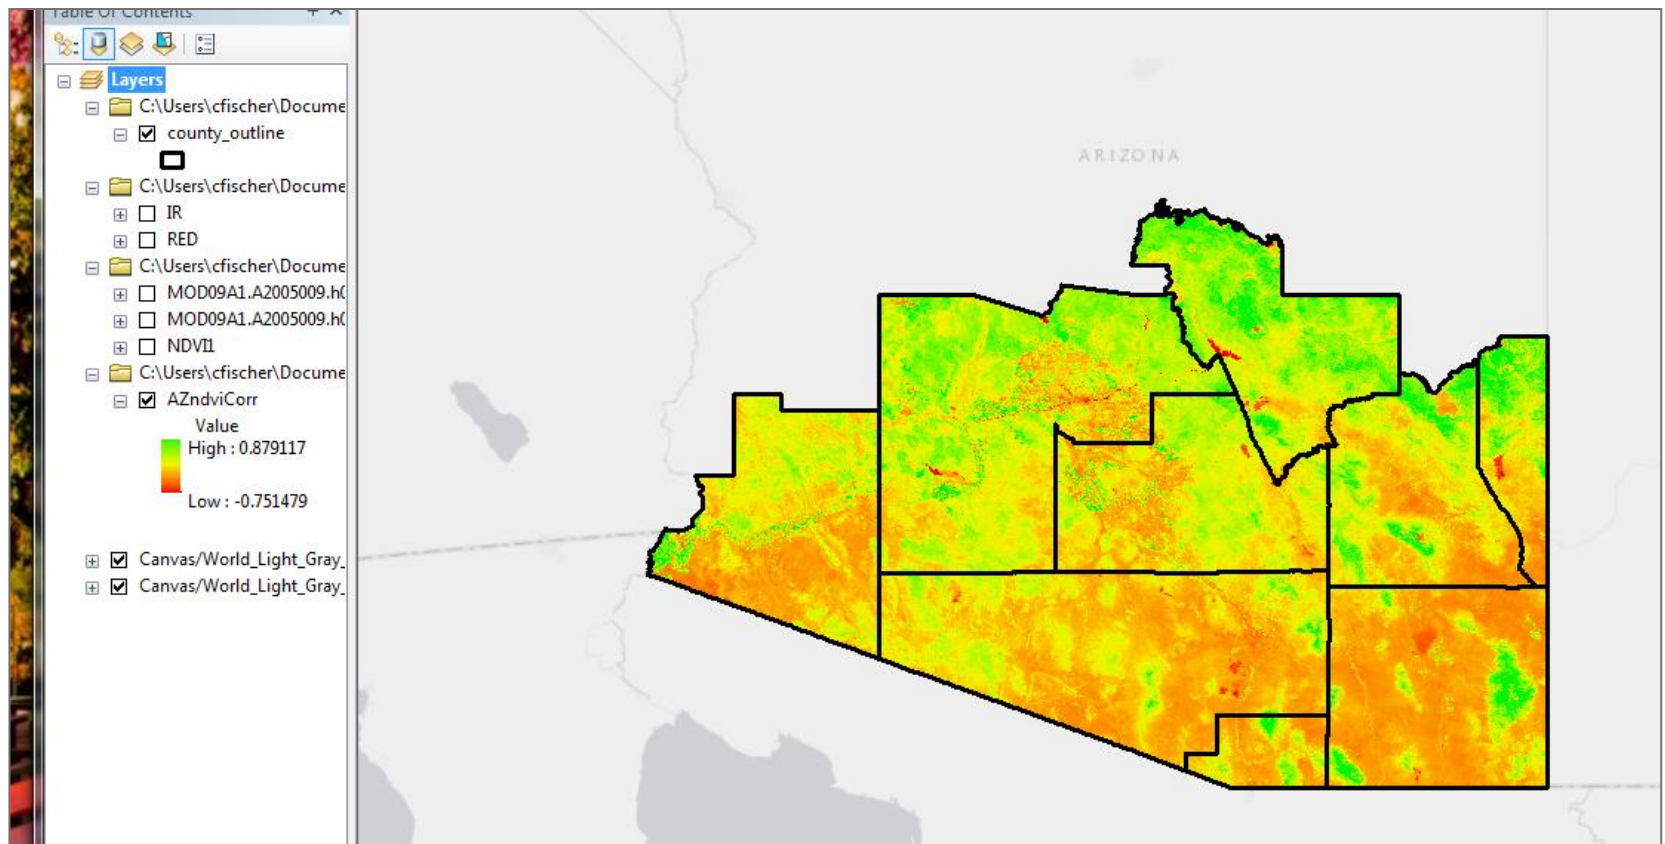 Table Of Contents
Layers
C:\Users\cfischer\Docume
county_outline
C:\Users\cfischer\Docume
IR
RED
C:\Users\cfischer\Docume
MOD09A1.A2005009.h(
MOD09A1.A2005009.h(
NDVI1
C:\Users\cfischer\Docume
AZndviCorr
Value
High : 0.879117
Low : -0.751479
Canvas/World_Light_Gray_
Canvas/World_Light_Gray_
ARIZONA